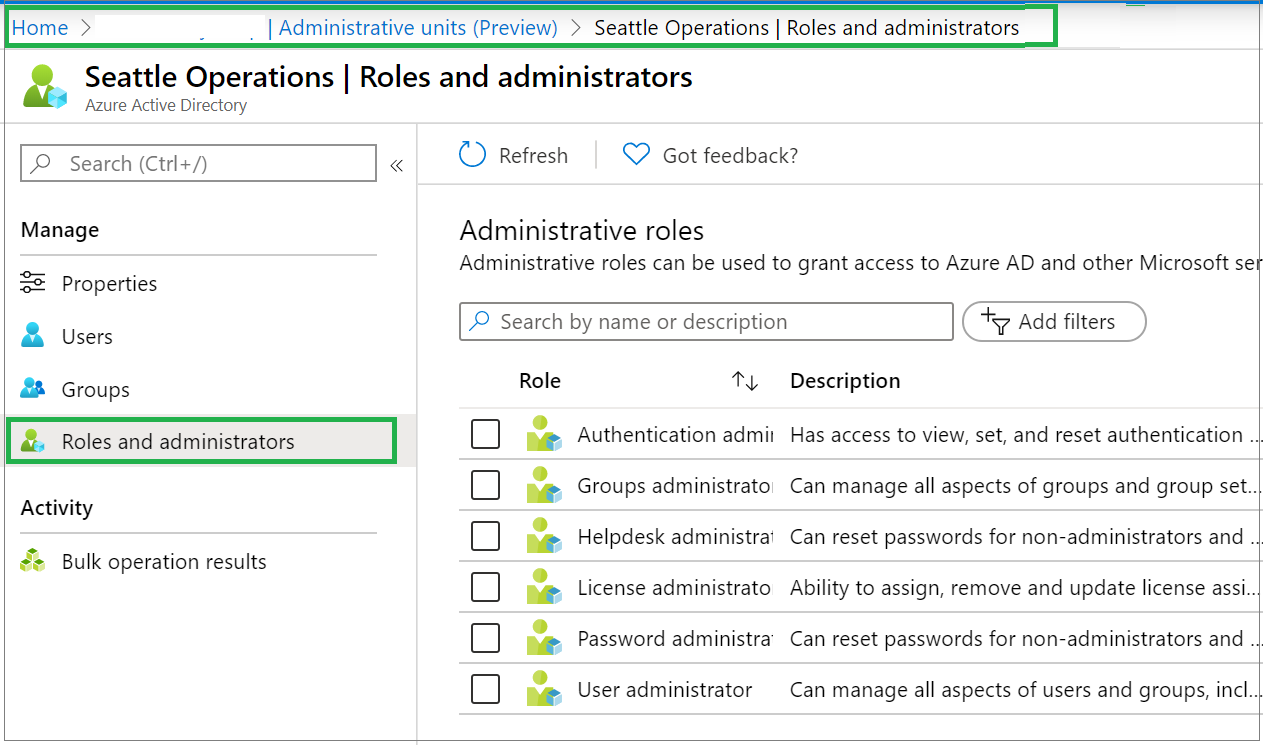 Home > | Administrative units (Preview) > Seattle Operations | Roles and administrators
Seattle Operations | Roles and administrators
Azure Active Directory
Search (Ctrl+/)
«
Refresh
Got feedback?
Manage
Properties
Users
Groups
Roles and administrators
Activity
Bulk operation results
Administrative roles
Administrative roles can be used to grant access to Azure AD and other Microsoft ser
Search by name or description
Add filters
Role Description
Authentication admin Has access to view, set, and reset authentication ...
Groups administrator Can manage all aspects of groups and group set...
Helpdesk administrat Can reset passwords for non-administrators and ...
License administrator Ability to assign, remove and update license assi...
Password administrat Can reset passwords for non-administrators and ...
User administrator Can manage all aspects of users and groups, incl...